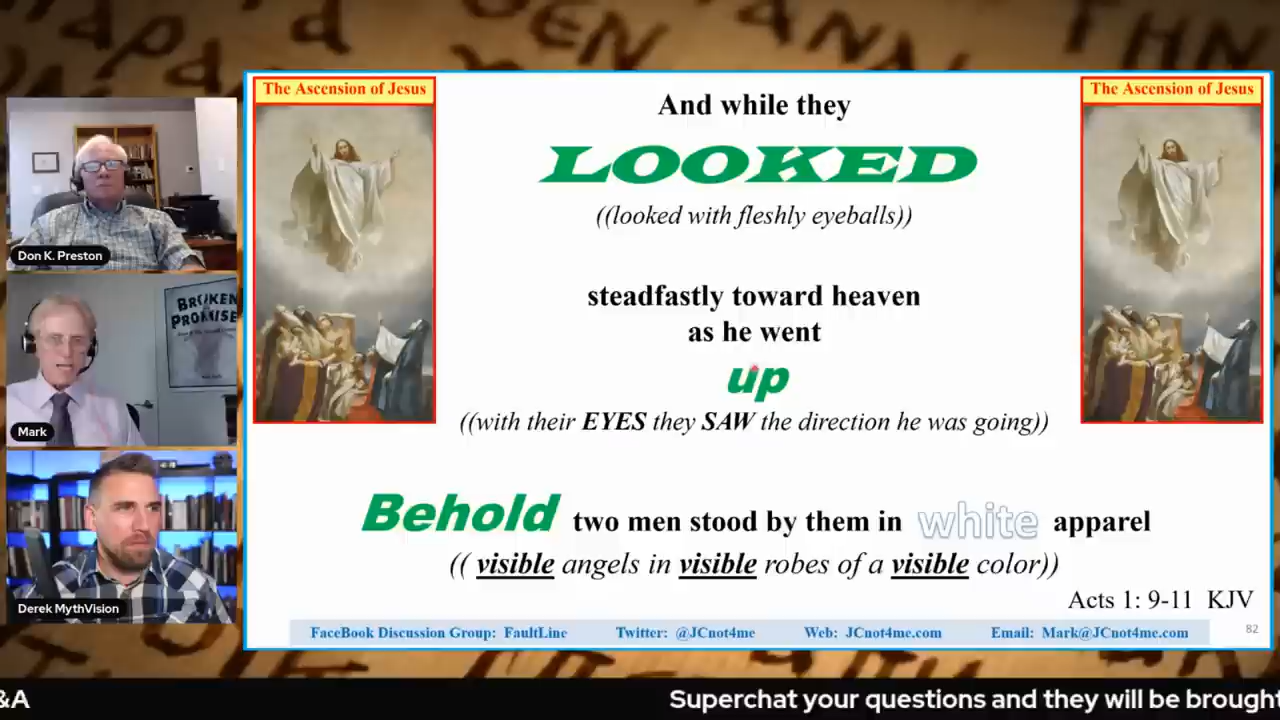 The Ascension of Jesus
And while they
LOOKED
((looked with fleshly eyeballs))
steadfastly toward heaven
as he went
up
((with their EYES they SAW the direction he was going))
Behold two men stood by them in white apparel
(( visible angels in visible robes of a visible color))
Acts 1: 9-11 KJV
The Ascension of Jesus
FaceBook Discussion Group: FaultLine Twitter: @JCnot4me Web: JCnot4me.com Email: Mark@JCnot4me.com
82
Don K. Preston
BROKEN
PROMISE
Mark
Derek MythVision
&A Superchat your questions and they will be brought